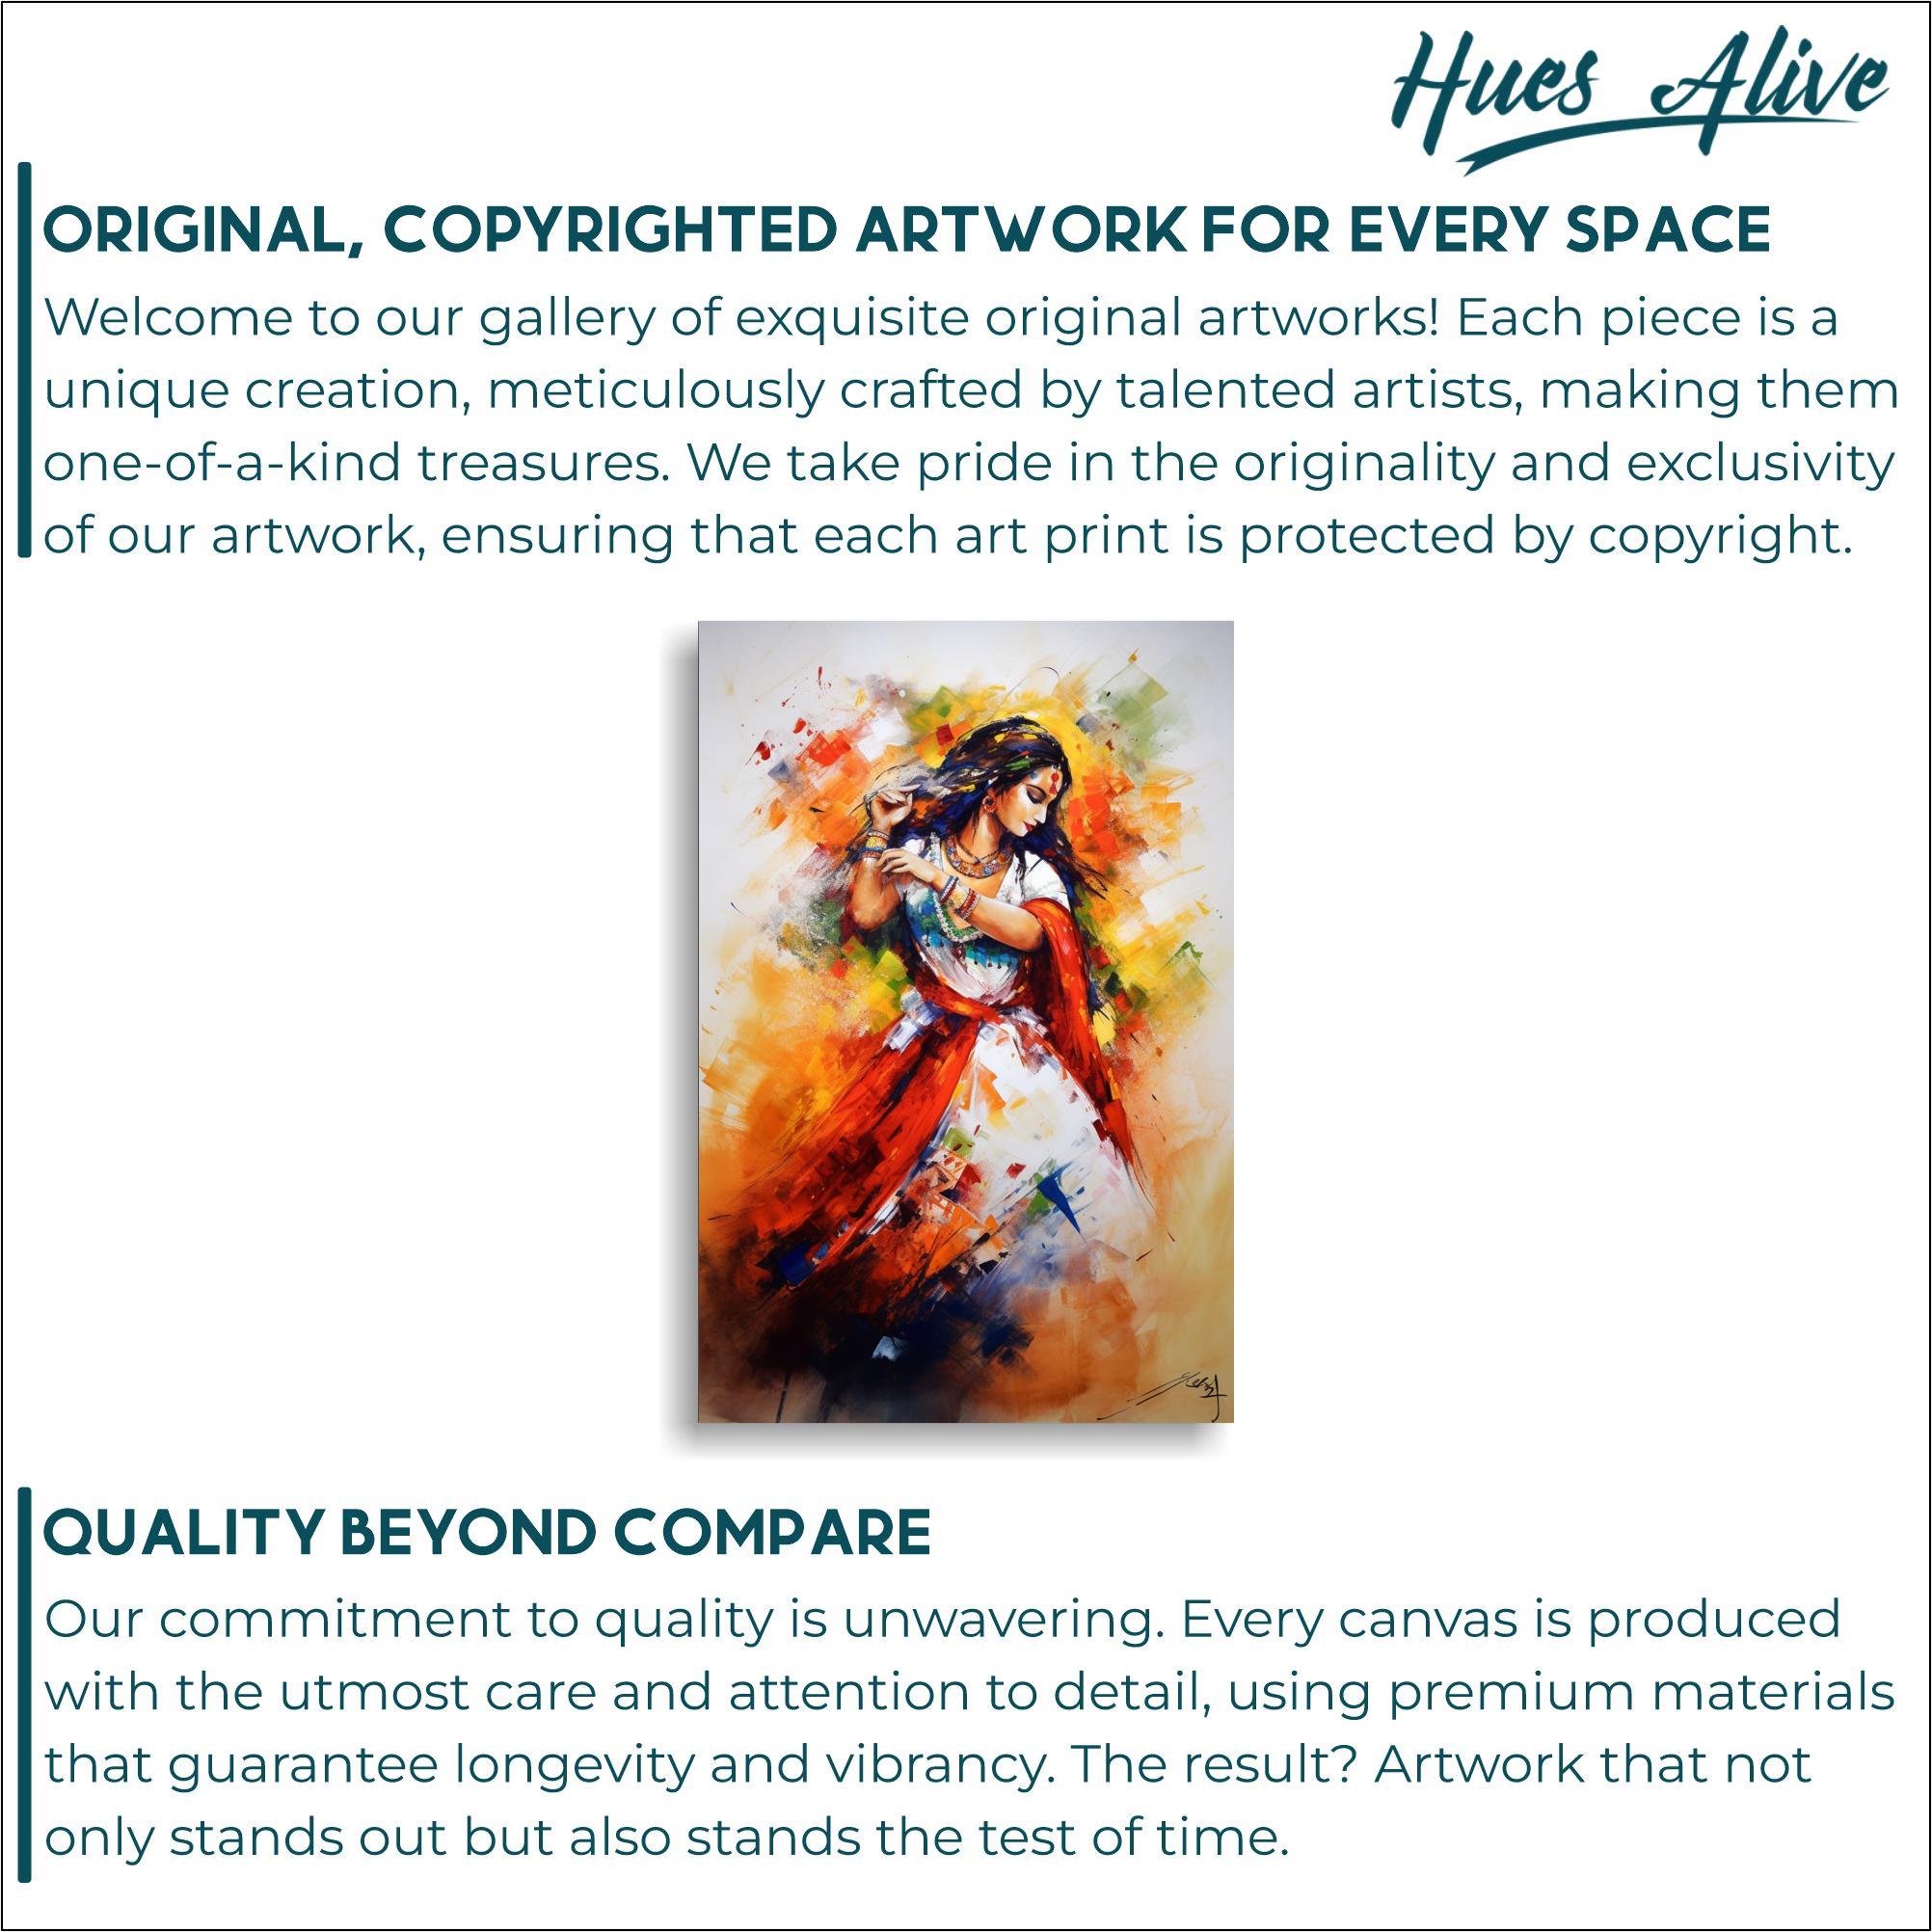 Hues Alive
ORIGINAL, COPYRIGHTED ARTWORK FOR EVERY SPACE
Welcome to our gallery of exquisite original artworks! Each piece is a
unique creation, meticulously crafted by talented artists, making them
one-of-a-kind treasures. We take pride in the originality and exclusivity
of our artwork, ensuring that each art print is protected by copyright.
QUALITY BEYOND COMPARE
Our commitment to quality is unwavering. Every canvas is produced
with the utmost care and attention to detail, using premium materials
that guarantee longevity and vibrancy. The result? Artwork that not
only stands out but also stands the test of time.